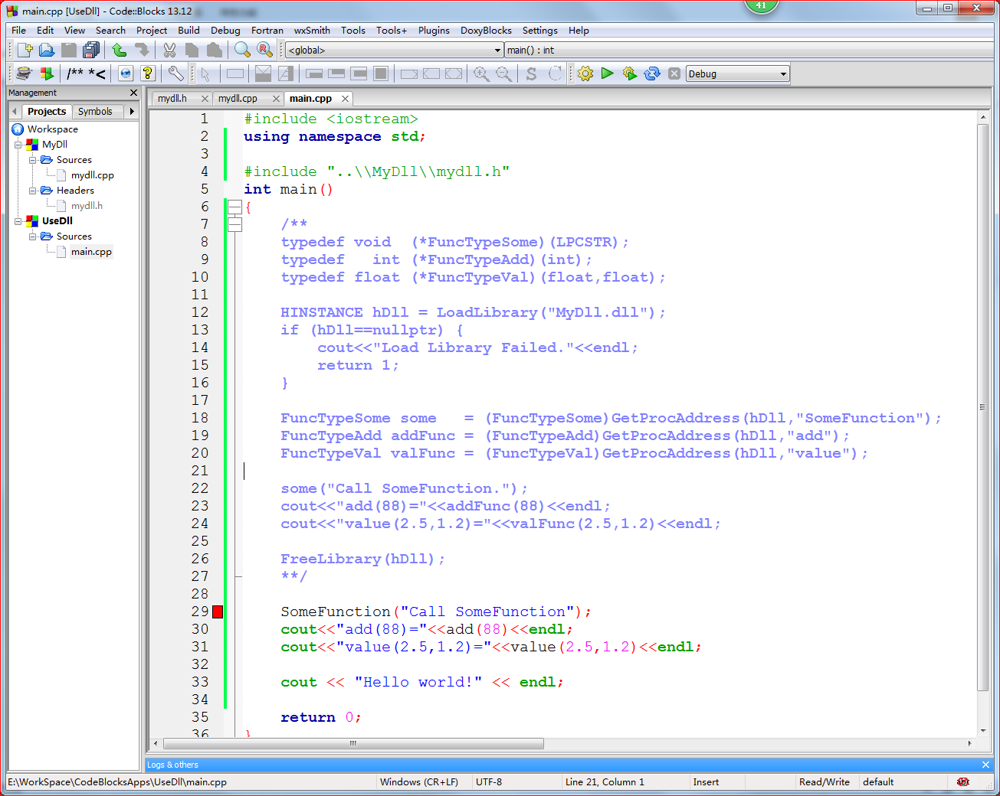 main.cpp [UseDll] - Code::Blocks 13.12
41
File Edit View Search Project Build Debug Fortran wxSmith Tools Tools+ Plugins DoxyBlocks Settings Help
<global> main() : int
/** *< ? S Debug
Management
mydll.h mydll.cpp main.cpp
Projects Symbols
Workspace
MyDll
Sources
mydll.cpp
Headers
mydll.h
UseDll
Sources
main.cpp
1 #include <iostream>
2 using namespace std;
3
4 #include "..\\MyDll\\mydll.h"
5 int main()
6 {
7     /**
8     typedef void  (*FuncTypeSome)(LPCSTR);
9     typedef   int (*FuncTypeAdd)(int);
10     typedef float (*FuncTypeVal)(float,float);
11
12     HINSTANCE hDll = LoadLibrary("MyDll.dll");
13     if (hDll==nullptr) {
14         cout<<"Load Library Failed."<<endl;
15         return 1;
16     }
17
18     FuncTypeSome some   = (FuncTypeSome)GetProcAddress(hDll,"SomeFunction");
19     FuncTypeAdd addFunc = (FuncTypeAdd)GetProcAddress(hDll,"add");
20     FuncTypeVal valFunc = (FuncTypeVal)GetProcAddress(hDll,"value");
21
22     some("Call SomeFunction.");
23     cout<<"add(88)="<<addFunc(88)<<endl;
24     cout<<"value(2.5,1.2)="<<valFunc(2.5,1.2)<<endl;
25
26     FreeLibrary(hDll);
27     **/
28
29     SomeFunction("Call SomeFunction");
30     cout<<"add(88)="<<add(88)<<endl;
31     cout<<"value(2.5,1.2)="<<value(2.5,1.2)<<endl;
32
33     cout << "Hello world!" << endl;
34
35     return 0;
36 }
Logs & others
E:\WorkSpace\CodeBlocksApps\UseDll\main.cpp Windows (CR+LF) UTF-8 Line 21, Column 1 Insert Read/Write default